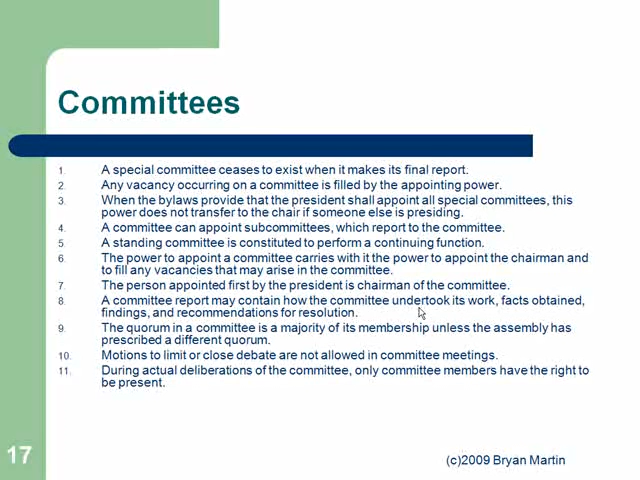 Committees
1. A special committee ceases to exist when it makes its final report.
2. Any vacancy occurring on a committee is filled by the appointing power.
3. When the bylaws provide that the president shall appoint all special committees, this
power does not transfer to the chair if someone else is presiding.
4. A committee can appoint subcommittees, which report to the committee.
5. A standing committee is constituted to perform a continuing function.
6. The power to appoint a committee carries with it the power to appoint the chairman and
to fill any vacancies that may arise in the committee.
7. The person appointed first by the president is chairman of the committee.
8. A committee report may contain how the committee undertook its work, facts obtained,
findings, and recommendations for resolution.
9. The quorum in a committee is a majority of its membership unless the assembly has
prescribed a different quorum.
10. Motions to limit or close debate are not allowed in committee meetings.
11. During actual deliberations of the committee, only committee members have the right to
be present.
17
(c)2009 Bryan Martin